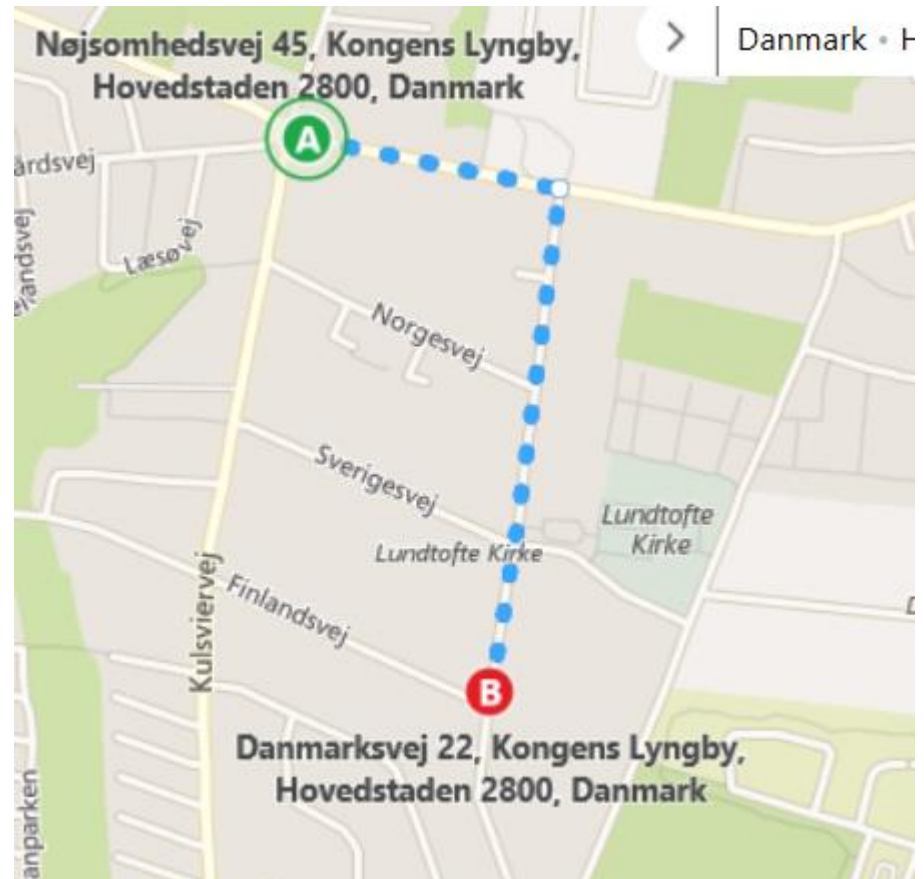 Nøjsomhedsvej 45, Kongens Lyngby,
Hovedstaden 2800, Danmark
Danmark • H
A
årdsvej
Læsøvej
Norgesvej
Sverigesvej
Lundtofte
Kirke
Lundtofte Kirke
Kulsviervej
Finlandsvej
B
Danmarksvej 22, Kongens Lyngby,
Hovedstaden 2800, Danmark
anparken